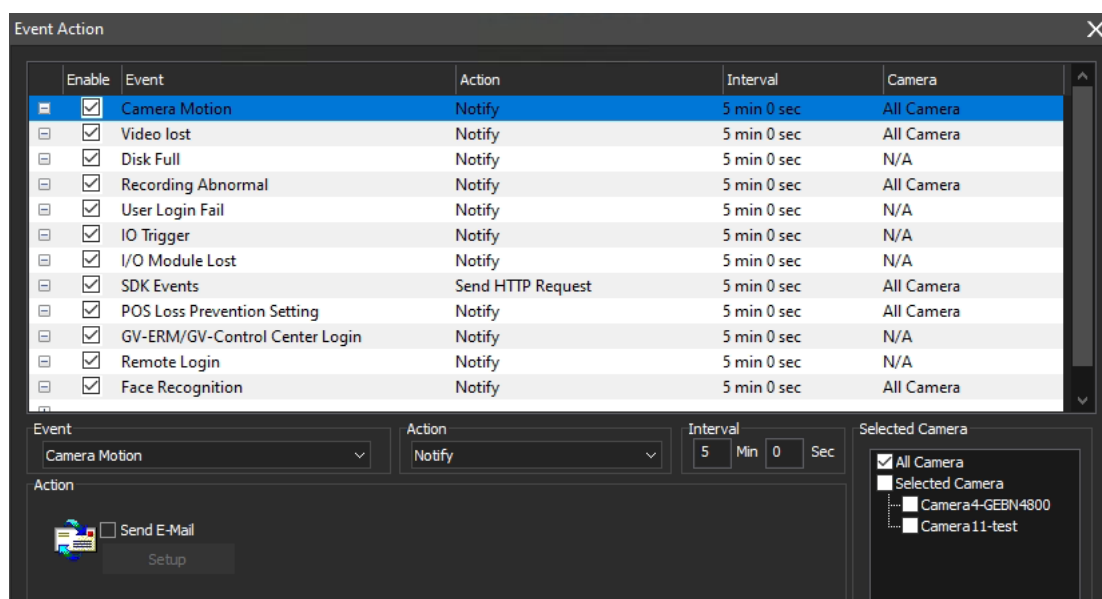 Event Action
Enable Event Action Interval Camera
Camera Motion Notify 5 min 0 sec All Camera
Video lost Notify 5 min 0 sec All Camera
Disk Full Notify 5 min 0 sec N/A
Recording Abnormal Notify 5 min 0 sec All Camera
User Login Fail Notify 5 min 0 sec N/A
IO Trigger Notify 5 min 0 sec N/A
I/O Module Lost Notify 5 min 0 sec N/A
SDK Events Send HTTP Request 5 min 0 sec All Camera
POS Loss Prevention Setting Notify 5 min 0 sec All Camera
GV-ERM/GV-Control Center Login Notify 5 min 0 sec N/A
Remote Login Notify 5 min 0 sec N/A
Face Recognition Notify 5 min 0 sec All Camera
Event Action Interval Selected Camera
Camera Motion Notify 5 Min 0 Sec
All Camera
Selected Camera
Camera4-GEBN4800
Camera11-test
Action
Send E-Mail
Setup